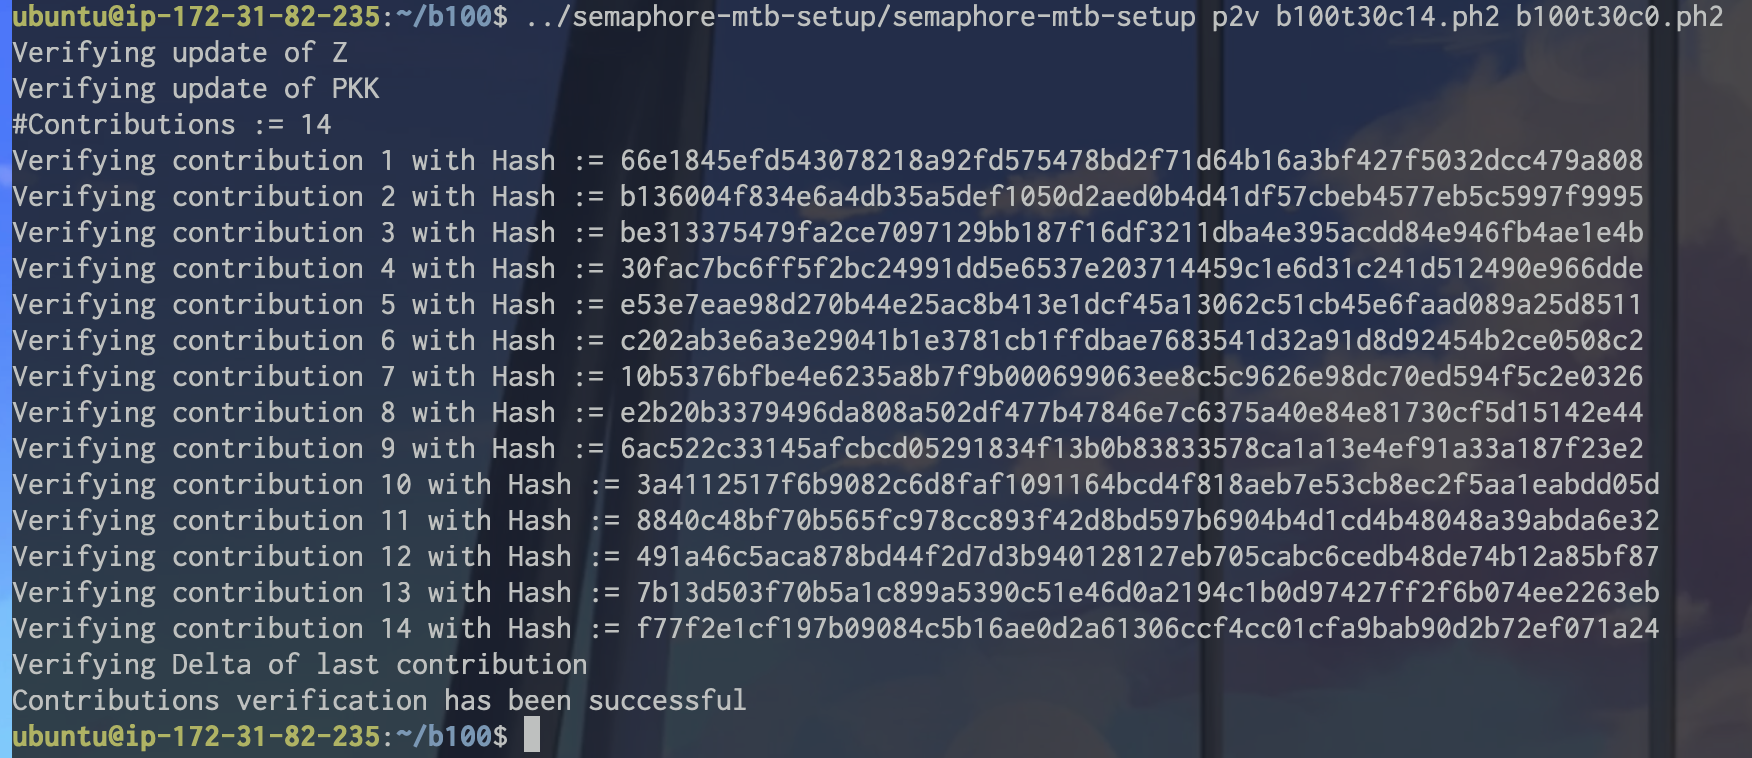 ubuntu@ip-172-31-82-235:~/b100$ ../semaphore-mtb-setup/semaphore-mtb-setup p2v b100t30c14.ph2 b100t30c0.ph2
Verifying update of Z
Verifying update of PKK
#Contributions := 14
Verifying contribution 1 with Hash := 66e1845efd543078218a92fd575478bd2f71d64b16a3bf427f5032dcc479a808
Verifying contribution 2 with Hash := b136004f834e6a4db35a5def1050d2aed0b4d41df57cbeb4577eb5c5997f9995
Verifying contribution 3 with Hash := be313375479fa2ce7097129bb187f16df3211dba4e395acdd84e946fb4ae1e4b
Verifying contribution 4 with Hash := 30fac7bc6ff5f2bc24991dd5e6537e203714459c1e6d31c241d512490e966dde
Verifying contribution 5 with Hash := e53e7eae98d270b44e25ac8b413e1dcf45a13062c51cb45e6faad089a25d8511
Verifying contribution 6 with Hash := c202ab3e6a3e29041b1e3781cb1ffdbae7683541d32a91d8d92454b2ce0508c2
Verifying contribution 7 with Hash := 10b5376bfbe4e6235a8b7f9b000699063ee8c5c9626e98dc70ed594f5c2e0326
Verifying contribution 8 with Hash := e2b20b3379496da808a502df477b47846e7c6375a40e84e81730cf5d15142e44
Verifying contribution 9 with Hash := 6ac522c33145afcbcd05291834f13b0b83833578ca1a13e4ef91a33a187f23e2
Verifying contribution 10 with Hash := 3a4112517f6b9082c6d8faf1091164bcd4f818aeb7e53cb8ec2f5aa1eabdd05d
Verifying contribution 11 with Hash := 8840c48bf70b565fc978cc893f42d8bd597b6904b4d1cd4b48048a39abda6e32
Verifying contribution 12 with Hash := 491a46c5aca878bd44f2d7d3b940128127eb705cabc6cedb48de74b12a85bf87
Verifying contribution 13 with Hash := 7b13d503f70b5a1c899a5390c51e46d0a2194c1b0d97427ff2f6b074ee2263eb
Verifying contribution 14 with Hash := f77f2e1cf197b09084c5b16ae0d2a61306ccf4cc01cfa9bab90d2b72ef071a24
Verifying Delta of last contribution
Contributions verification has been successful
ubuntu@ip-172-31-82-235:~/b100$